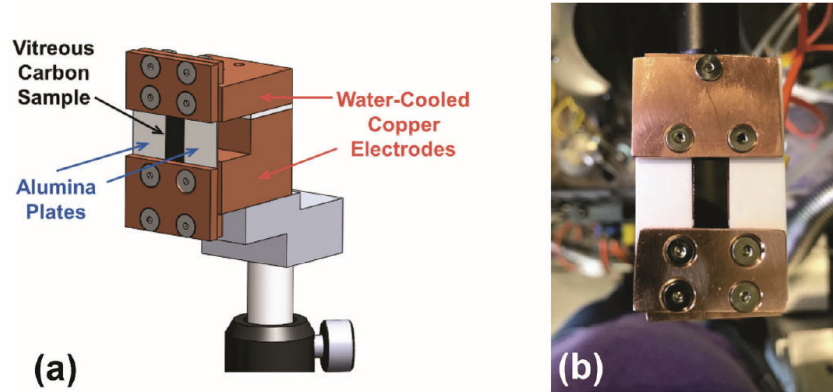 Vitreous
Carbon
Sample
Water-Cooled
Copper
Electrodes
Alumina
Plates
(a)
(b)